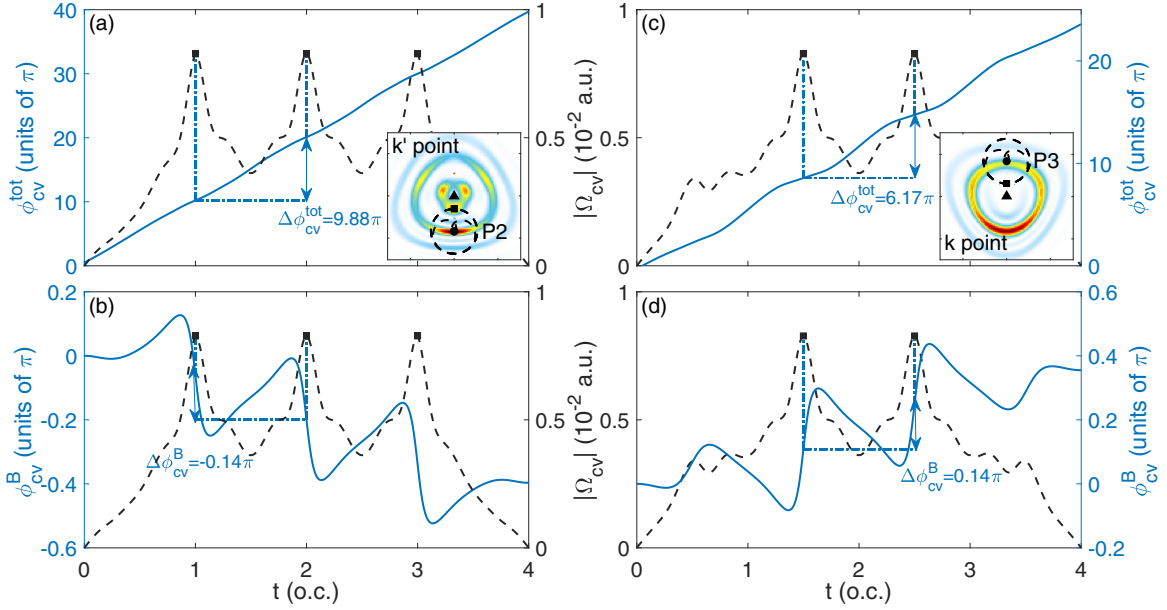 (a)
40
30
20
10
0
ϕ_cv^tot (units of π)
1
0.5
0
Δϕ_cv^tot=9.88π
k' point
P2
(c)
1
0.5
0
|Ω_cv| (10^-2 a.u.)
20
10
0
ϕ_cv^tot (units of π)
Δϕ_cv^tot=6.17π
P3
k point
(b)
0.2
0
-0.2
-0.4
-0.6
ϕ_cv^B (units of π)
1
0.5
0
Δϕ_cv^B=-0.14π
0 1 2 3 4
t (o.c.)
(d)
1
0.5
0
|Ω_cv| (10^-2 a.u.)
0.6
0.4
0.2
0
-0.2
ϕ_cv^B (units of π)
Δϕ_cv^B=0.14π
0 1 2 3 4
t (o.c.)